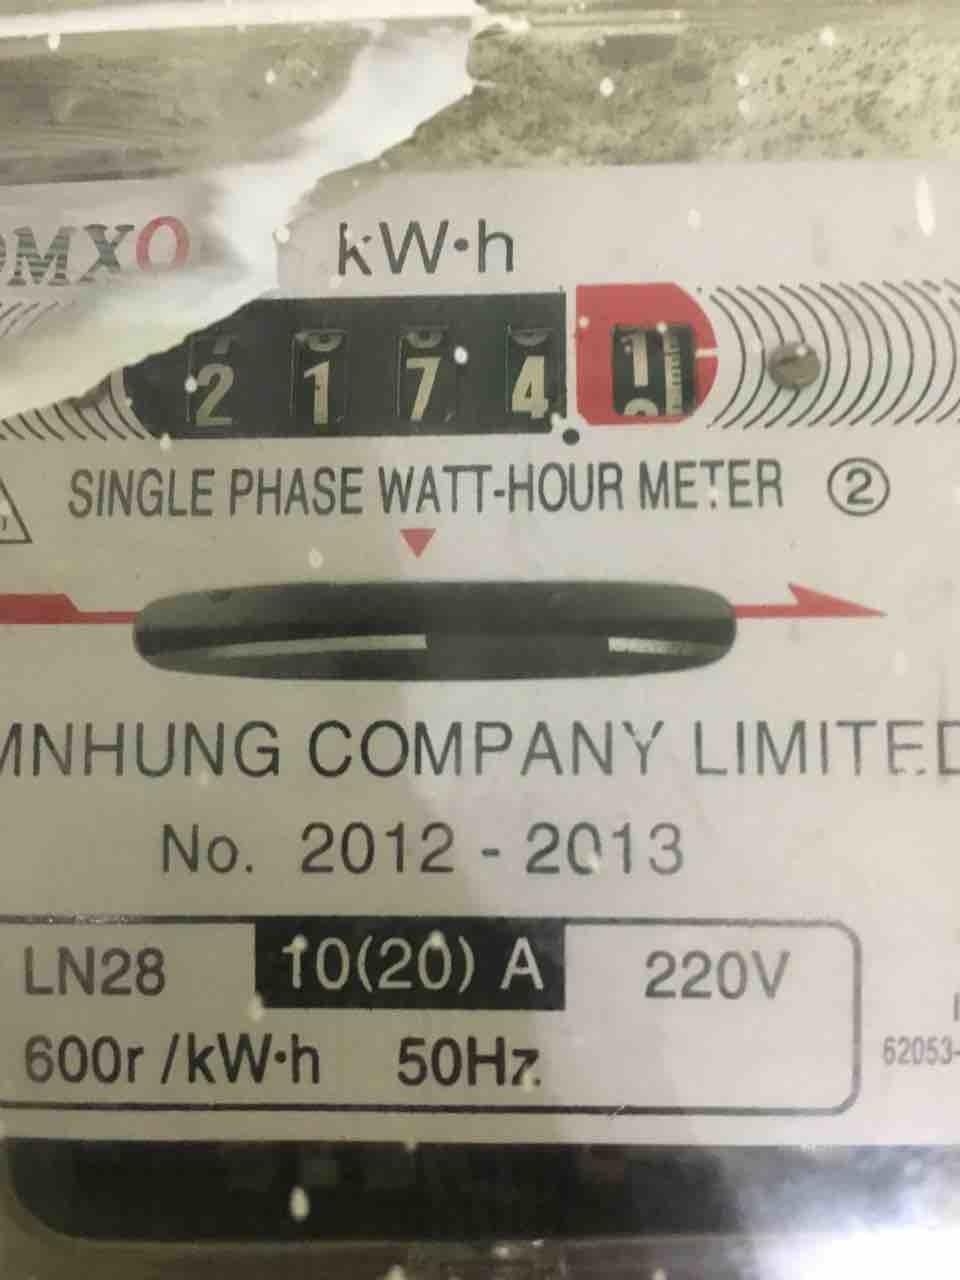 MXO kW·h
2 1 7 4 1
SINGLE PHASE WATT-HOUR METER ②
MNHUNG COMPANY LIMITED
No. 2012 - 2013
LN28 10(20) A 220V
600r /kW·h 50Hz.
62053-